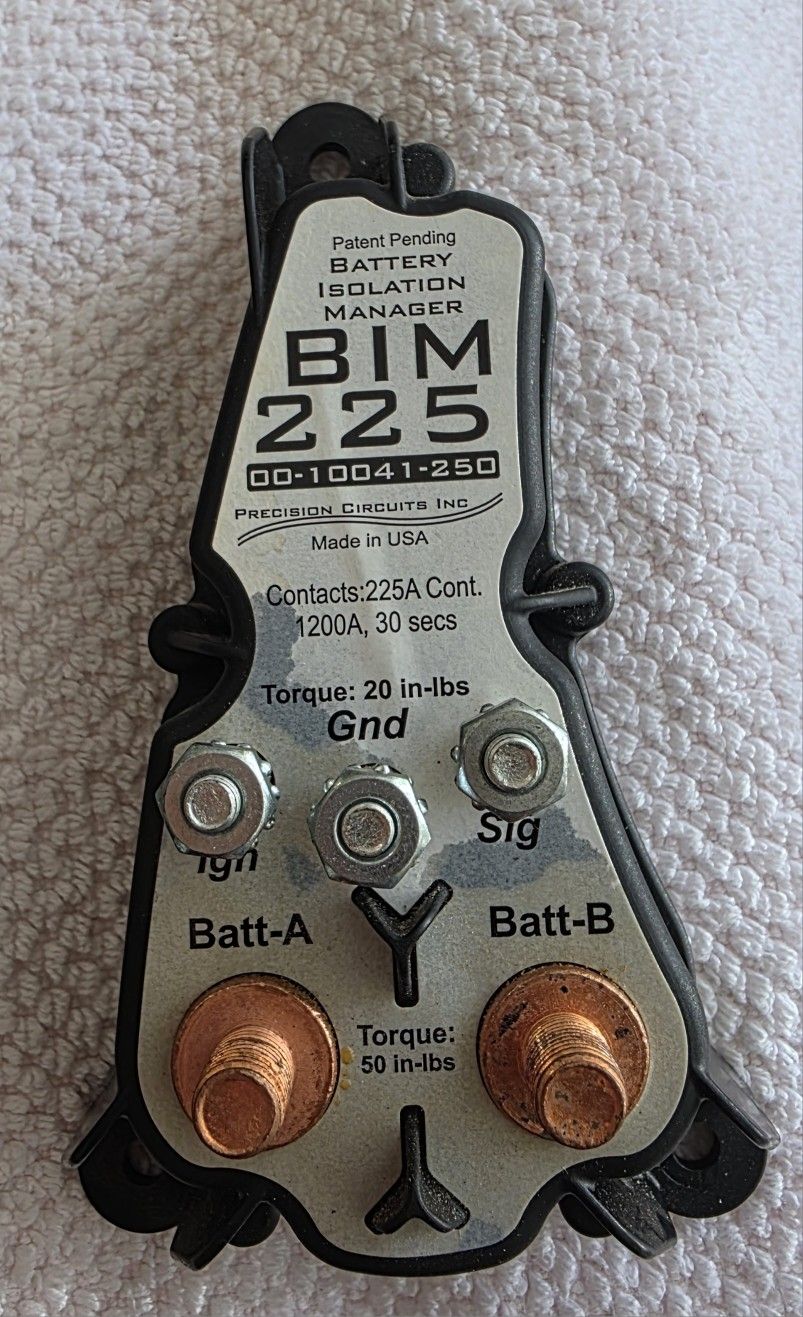 Patent Pending
BATTERY
ISOLATION
MANAGER
BIM
225
00-10041-250
PRECISION CIRCUITS INC
Made in USA
Contacts:225A Cont.
1200A, 30 secs
Torque: 20 in-lbs
Gnd
Sig
Ign
Batt-A
Batt-B
Torque:
50 in-lbs